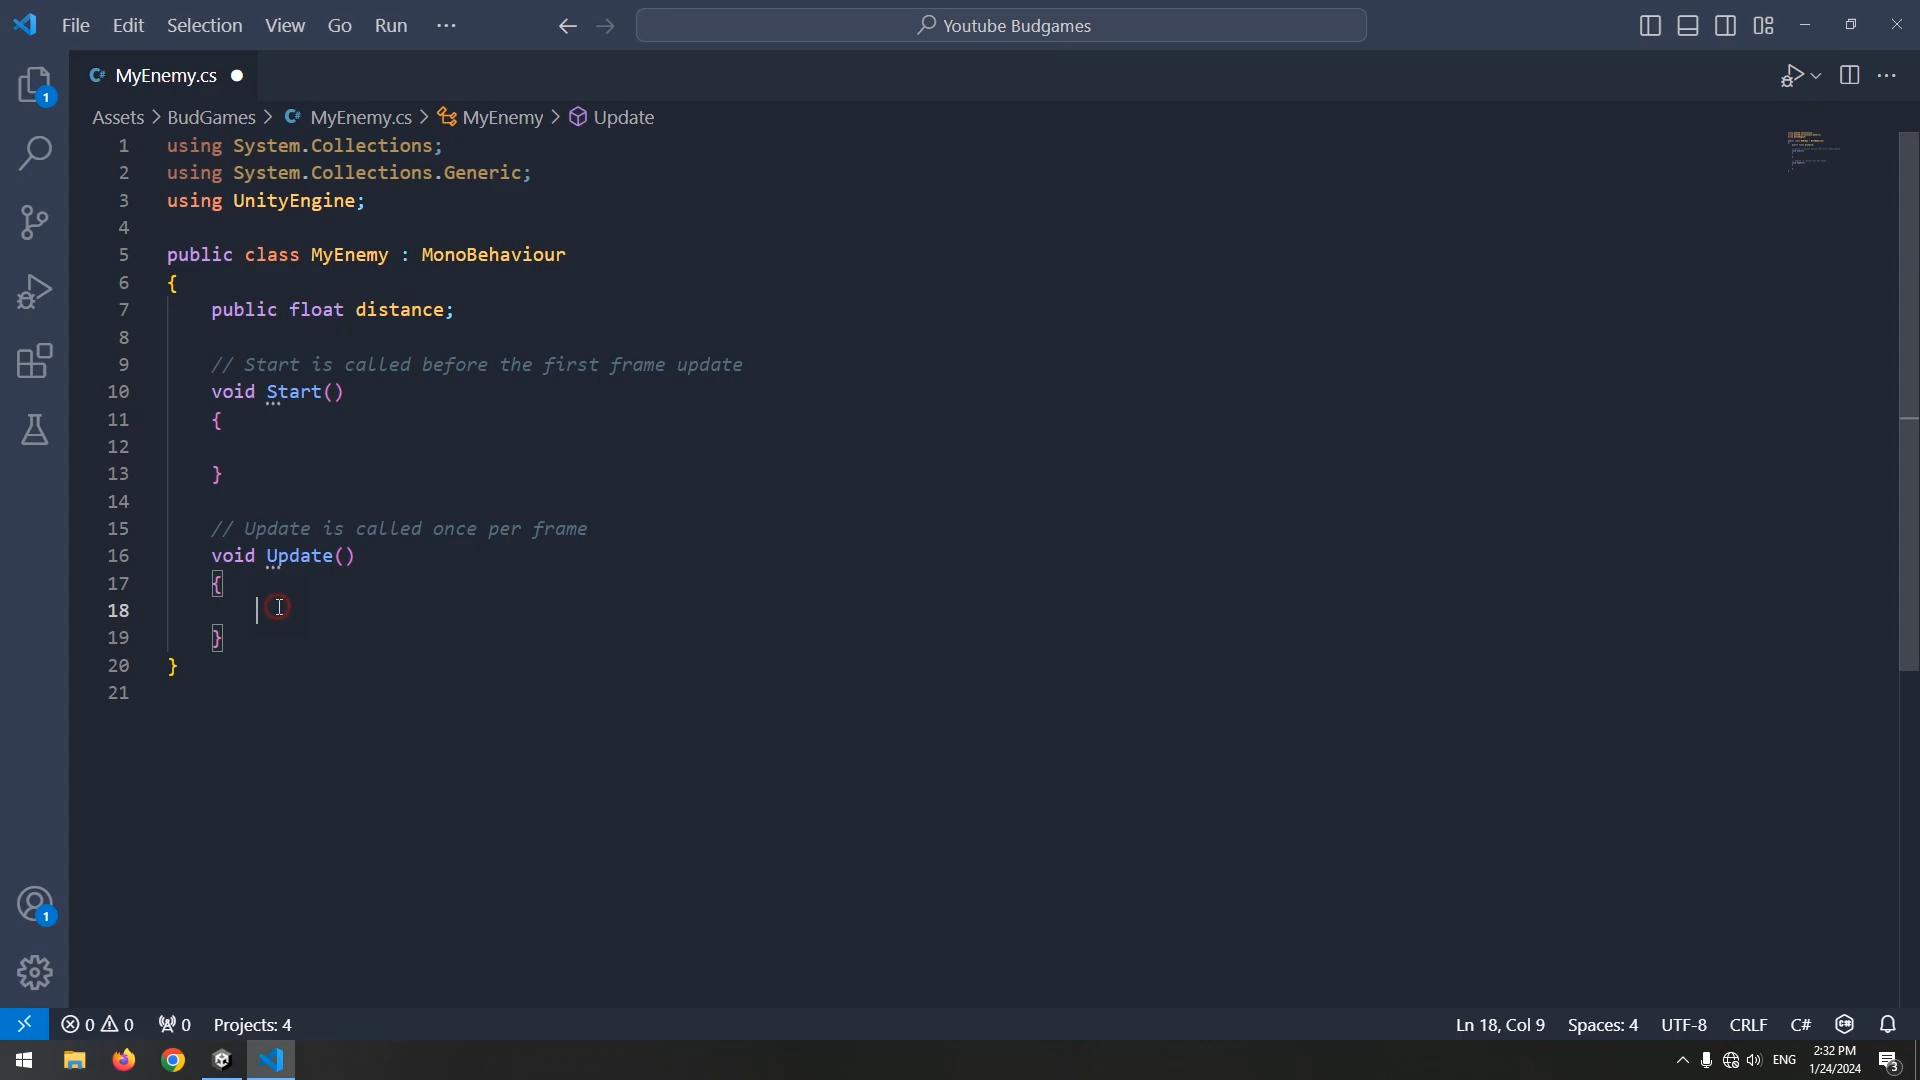 File Edit Selection View Go Run ···
Youtube Budgames
C# MyEnemy.cs
Assets > BudGames > C# MyEnemy.cs > MyEnemy > Update
1 using System.Collections;
2 using System.Collections.Generic;
3 using UnityEngine;
4
5 public class MyEnemy : MonoBehaviour
6 {
7 public float distance;
8
9 // Start is called before the first frame update
10 void Start()
11 {
12
13 }
14
15 // Update is called once per frame
16 void Update()
17 {
18
19 }
20 }
21
1
1
0 0 0 Projects: 4
Ln 18, Col 9 Spaces: 4 UTF-8 CRLF C#
ENG
2:32 PM
1/24/2024
3